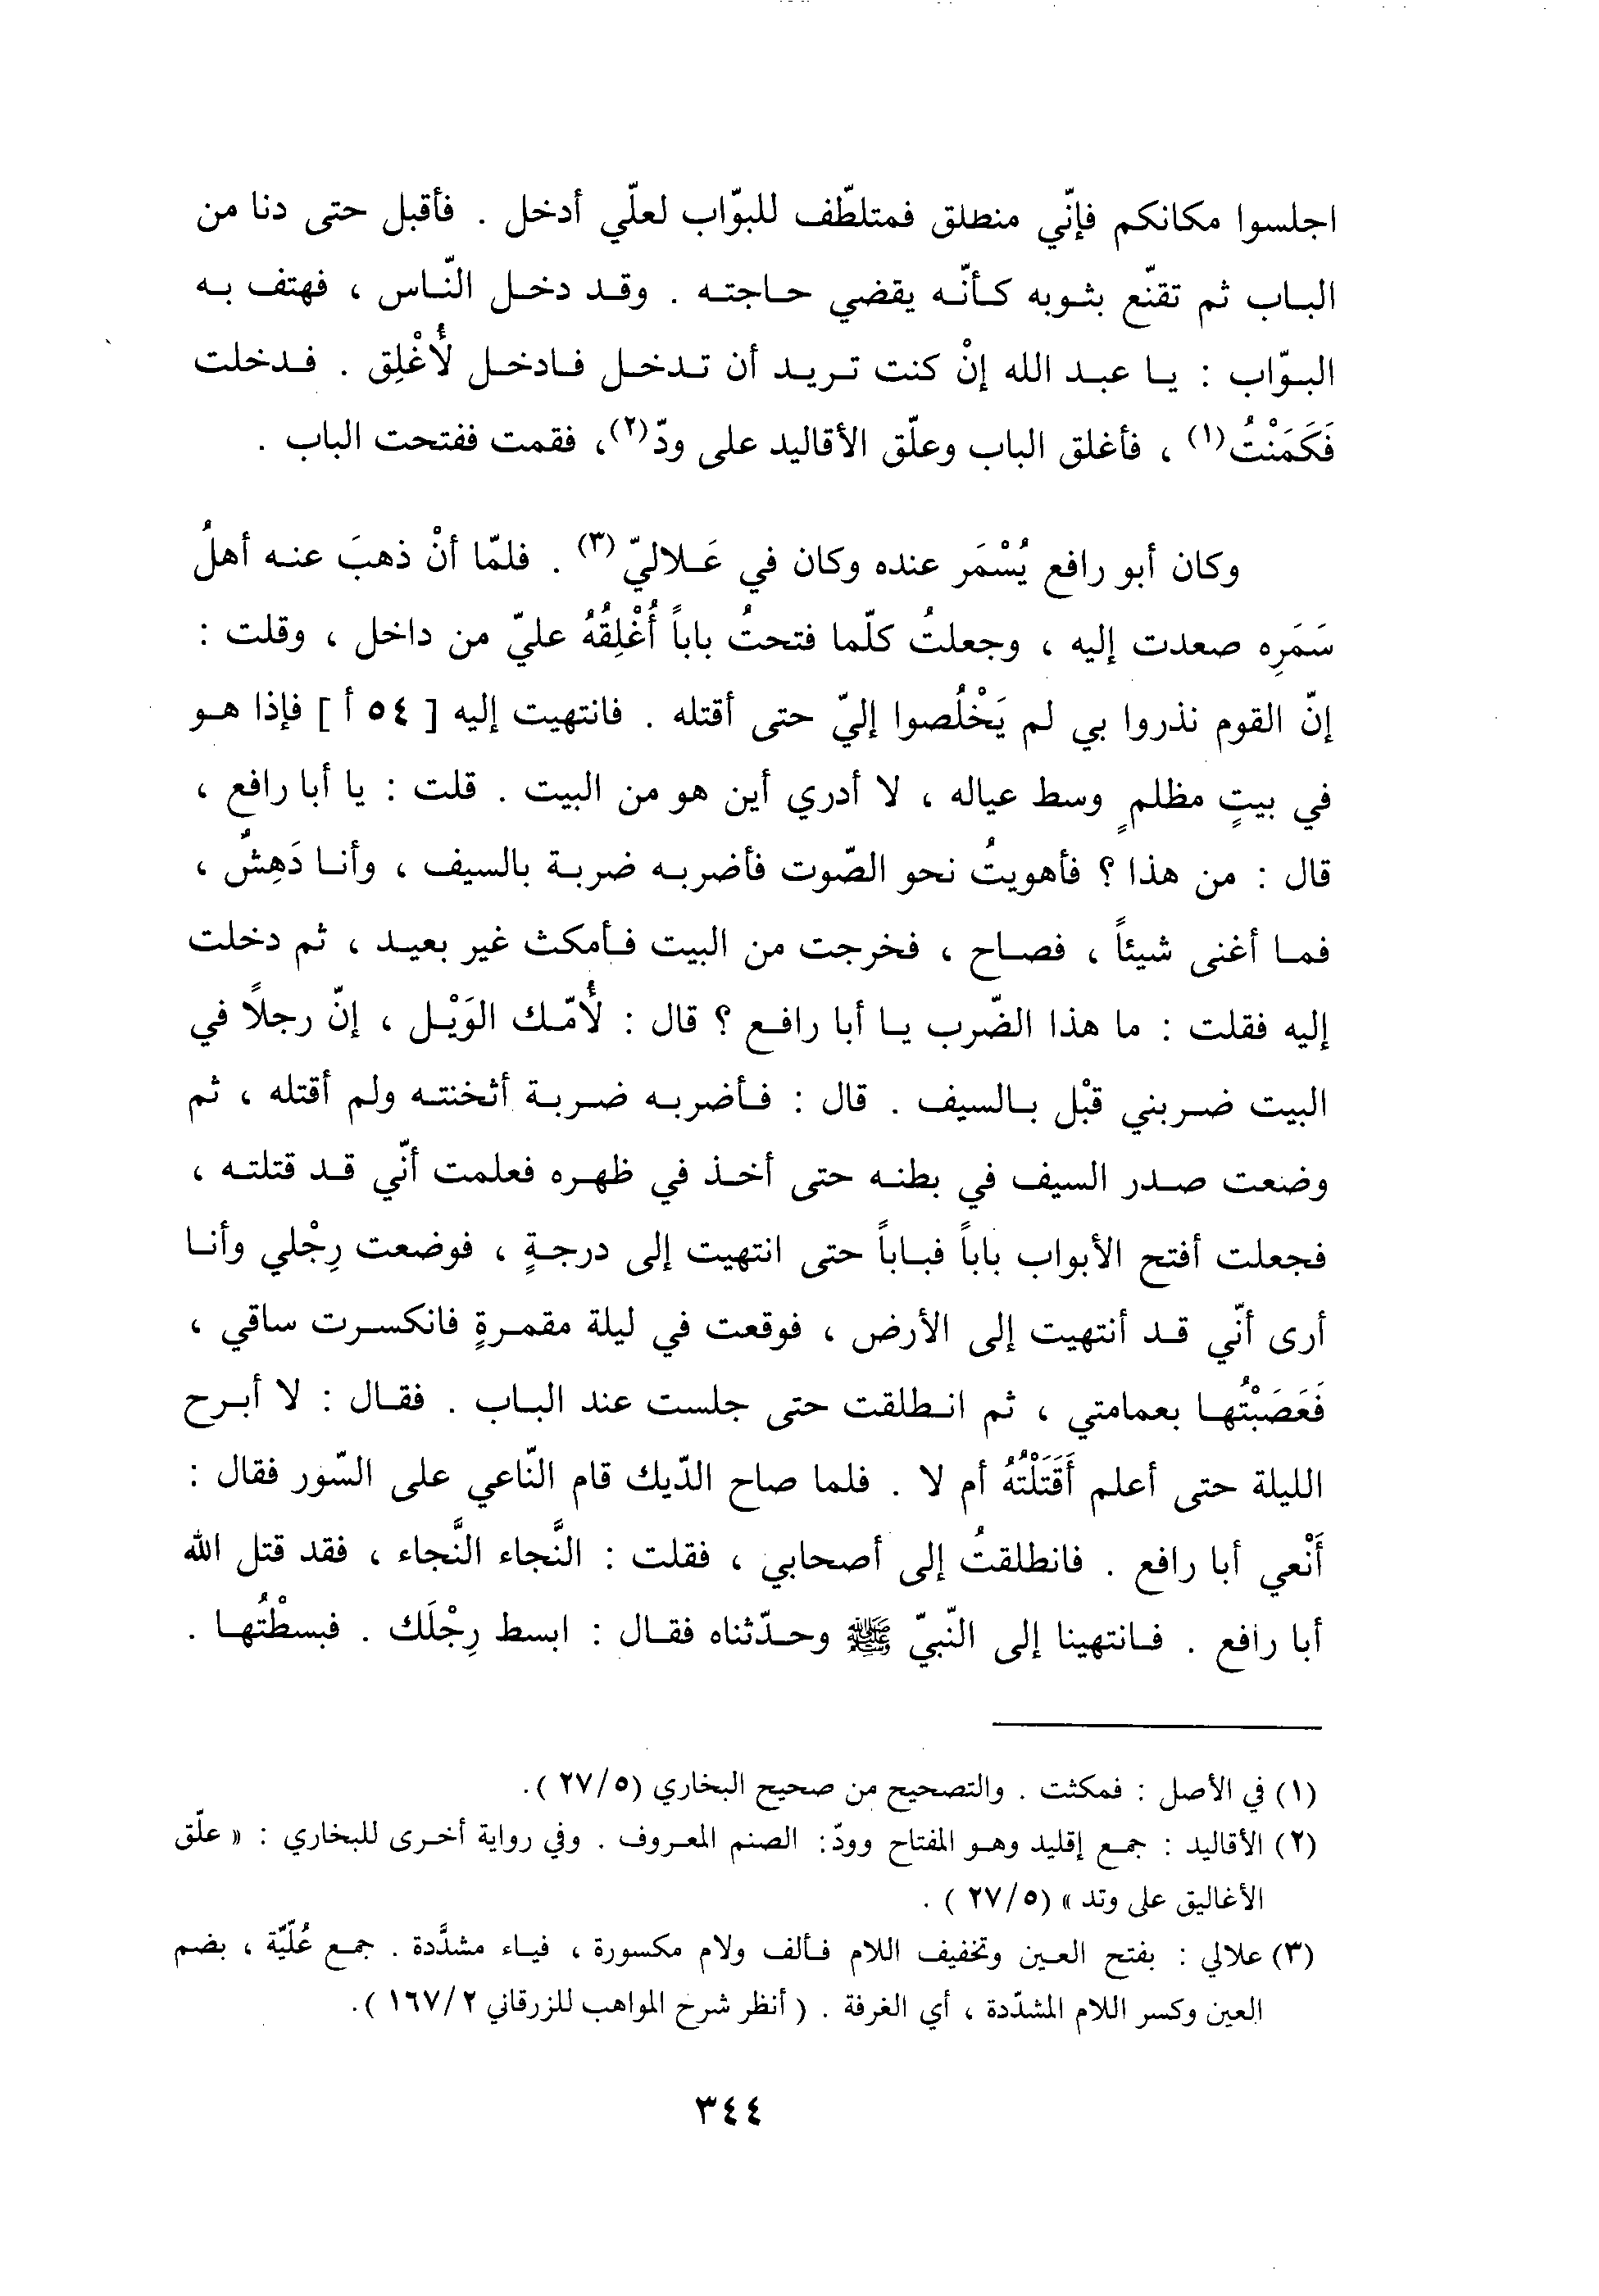 اجلسوا مكانكم فإنّي منطلق فمتلطّف للبوّاب لعلّي أدخل . فأقبل حتى دنا من
الباب ثم تقنّع بثوبه كأنّه يقضي حاجته . وقد دخل النّاس ، فهتف به
البوّاب : يا عبد الله إنْ كنت تريد أن تدخل فادخل لأُغْلِق . فدخلت
فَكَمَنْتُ(١) ، فأغلق الباب وعلّق الأقاليد على ودّ(٢)، فقمت ففتحت الباب .
وكان أبو رافع يُسْمَر عنده وكان في عَلاليّ(٣) . فلمّا أنْ ذهبَ عنه أهلُ
سَمَرِه صعدت إليه ، وجعلتُ كلّما فتحتُ باباً أُغْلِقُهُ عليّ من داخل ، وقلت :
إنّ القوم نذروا بي لم يَخْلُصوا إليّ حتى أقتله . فانتهيت إليه [ ٥٤ أ ] فإذا هو
في بيتٍ مظلمٍ وسط عياله ، لا أدري أين هو من البيت . قلت : يا أبا رافع ،
قال : من هذا ؟ فأهويتُ نحو الصّوت فأضربه ضربة بالسيف ، وأنا دَهِشٌ ،
فما أغنى شيئاً ، فصاح ، فخرجت من البيت فأمكث غير بعيد ، ثم دخلت
إليه فقلت : ما هذا الضّرب يا أبا رافع ؟ قال : لأُمّك الوَيْل ، إنّ رجلاً في
البيت ضربني قبْل بالسيف . قال : فأضربه ضربة أثخنته ولم أقتله ، ثم
وضعت صدر السيف في بطنه حتى أخذ في ظهره فعلمت أنّي قد قتلته ،
فجعلت أفتح الأبواب باباً فباباً حتى انتهيت إلى درجةٍ ، فوضعت رِجْلي وأنا
أرى أنّي قد أنتهيت إلى الأرض ، فوقعت في ليلة مقمرةٍ فانكسرت ساقي ،
فَعَصَبْتُها بعمامتي ، ثم انطلقت حتى جلست عند الباب . فقال : لا أبرح
الليلة حتى أعلم أَقَتَلْتُهُ أم لا . فلما صاح الدّيك قام النّاعي على السّور فقال :
أَنْعي أبا رافع . فانطلقتُ إلى أصحابي ، فقلت : النَّجاء النَّجاء ، فقد قتل الله
أبا رافع . فانتهينا إلى النّبيّ ﷺ وحدّثناه فقال : ابسط رِجْلَك . فبسطْتُها .
(١) في الأصل : فمكثت . والتصحيح من صحيح البخاري (٢٧/٥ ).
(٢) الأقاليد : جمع إقليد وهو المفتاح وودّ: الصنم المعروف . وفي رواية أخرى للبخاري : « علّق
الأغاليق على وتد » (٢٧/٥ ) .
(٣) علالي : بفتح العين وتخفيف اللام فألف ولام مكسورة ، فياء مشدَّدة . جمع عُلّيّة ، بضم
العين وكسر اللام المشدّدة ، أي الغرفة . ( أنظر شرح المواهب للزرقاني ١٦٧/٢ ).
٣٤٤